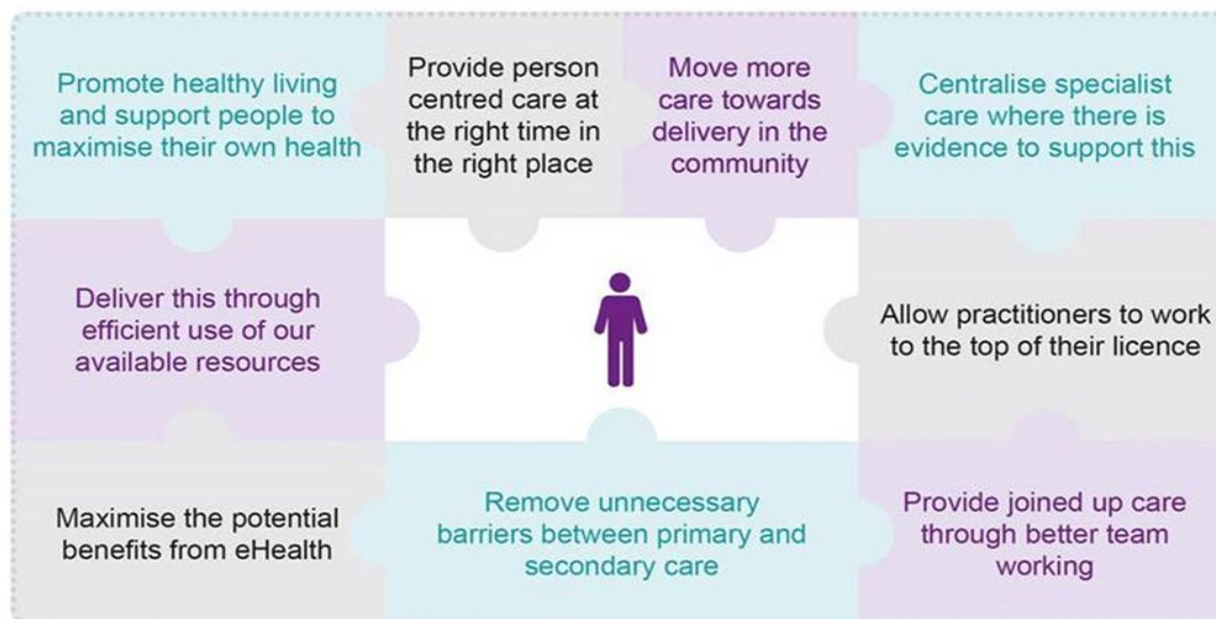 Promote healthy living
and support people to
maximise their own health
Provide person
centred care at
the right time in
the right place
Move more
care towards
delivery in the
community
Centralise specialist
care where there is
evidence to support this
Deliver this through
efficient use of our
available resources
Allow practitioners to work
to the top of their licence
Maximise the potential
benefits from eHealth
Remove unnecessary
barriers between primary and
secondary care
Provide joined up care
through better team
working